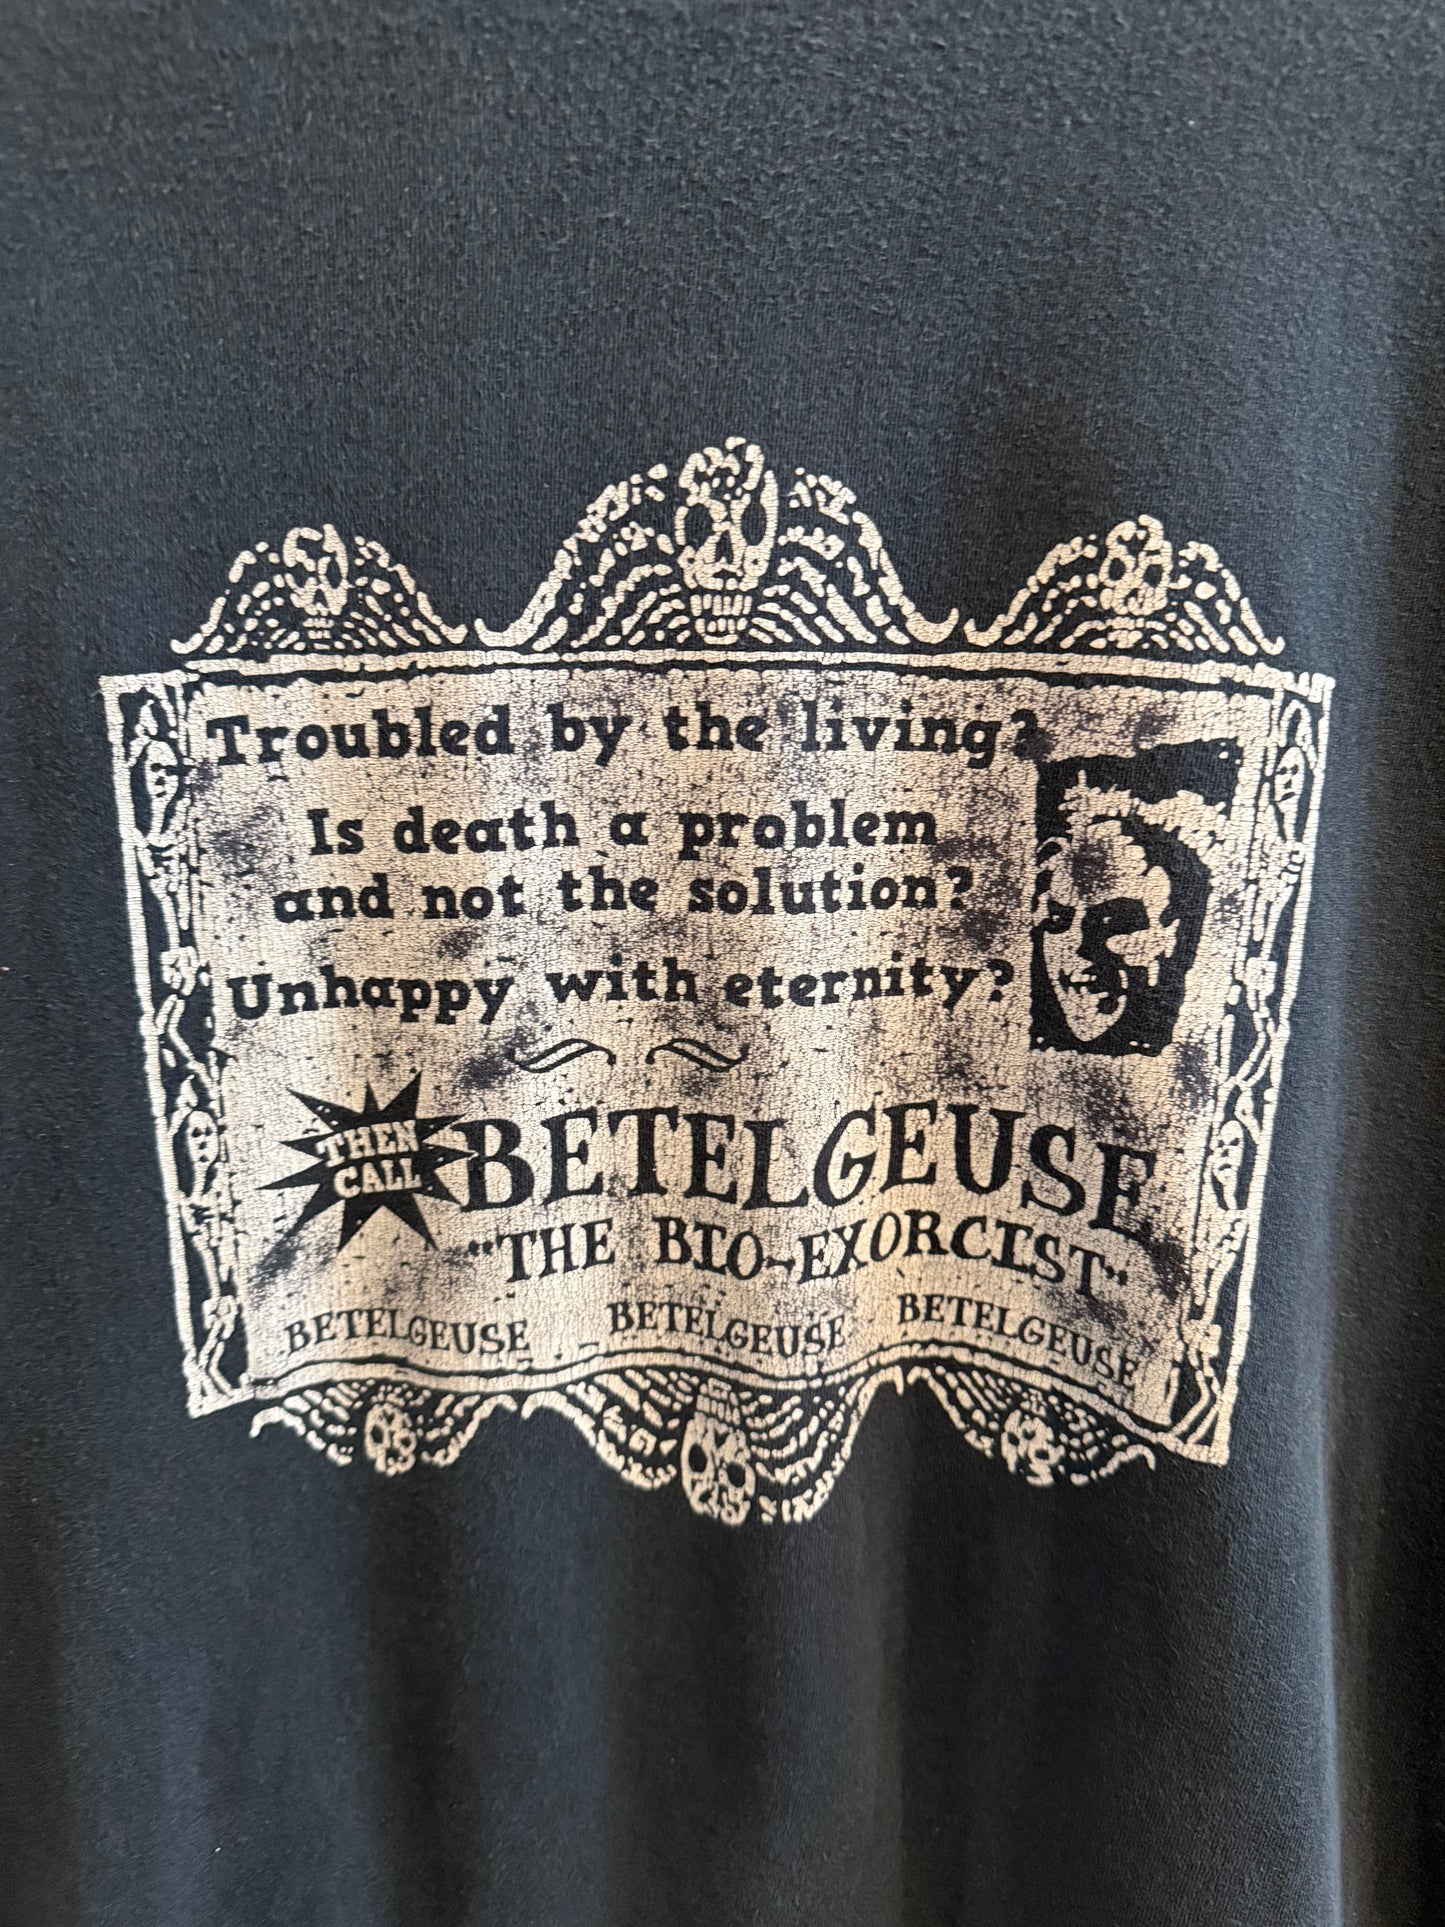 Troubled by the living?
Is death a problem
and not the solution?
Unhappy with eternity?
THEN
CALL
BETELGEUSE
"THE BIO-EXORCIST"
BETELGEUSE BETELGEUSE BETELGEUSE